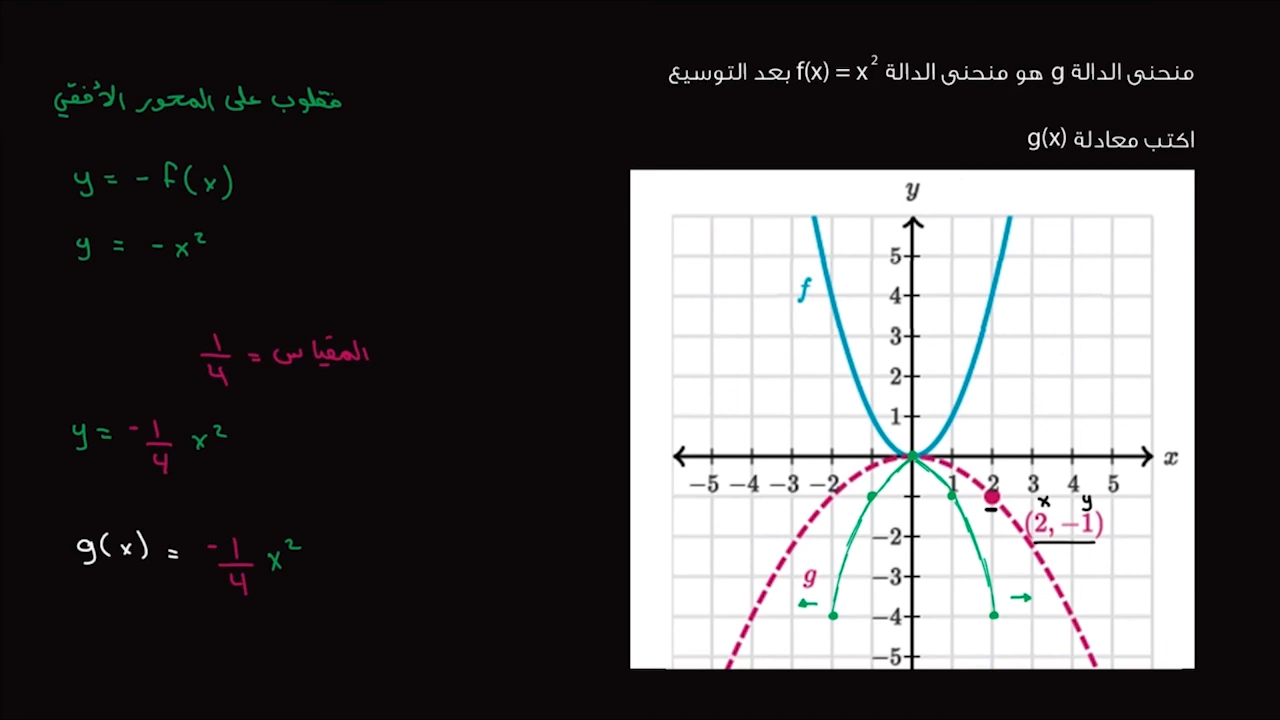 منحنى الدالة g هو منحنى الدالة f(x) = x² بعد التوسيع
اكتب معادلة g(x)
مقلوب على المحور الأفقي
y = - f(x)
y = - x²
المقياس = 1/4
y = -1/4 x²
g(x) = -1/4 x²
y
5
4
3
2
1
f
-5 -4 -3 -2 1 2 3 4 5 x
x y
(2, -1)
-2
-3
-4
-5
g